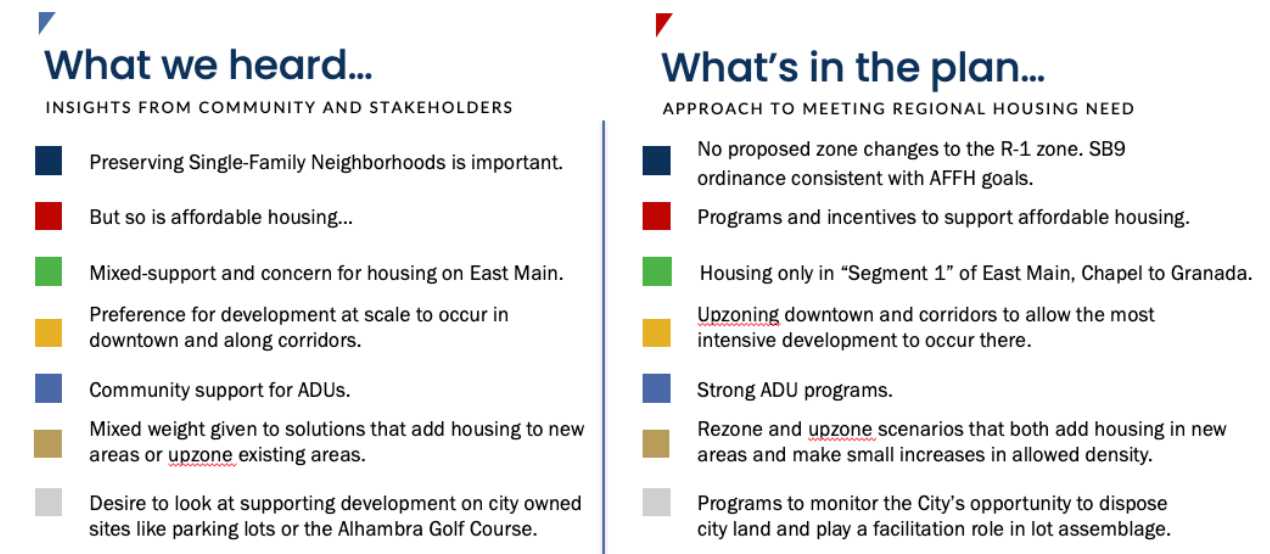 What we heard...
INSIGHTS FROM COMMUNITY AND STAKEHOLDERS
Preserving Single-Family Neighborhoods is important.
But so is affordable housing...
Mixed-support and concern for housing on East Main.
Preference for development at scale to occur in
downtown and along corridors.
Community support for ADUs.
Mixed weight given to solutions that add housing to new
areas or upzone existing areas.
Desire to look at supporting development on city owned
sites like parking lots or the Alhambra Golf Course.
What's in the plan...
APPROACH TO MEETING REGIONAL HOUSING NEED
No proposed zone changes to the R-1 zone. SB9
ordinance consistent with AFFH goals.
Programs and incentives to support affordable housing.
Housing only in “Segment 1” of East Main, Chapel to Granada.
Upzoning downtown and corridors to allow the most
intensive development to occur there.
Strong ADU programs.
Rezone and upzone scenarios that both add housing in new
areas and make small increases in allowed density.
Programs to monitor the City's opportunity to dispose
city land and play a facilitation role in lot assemblage.